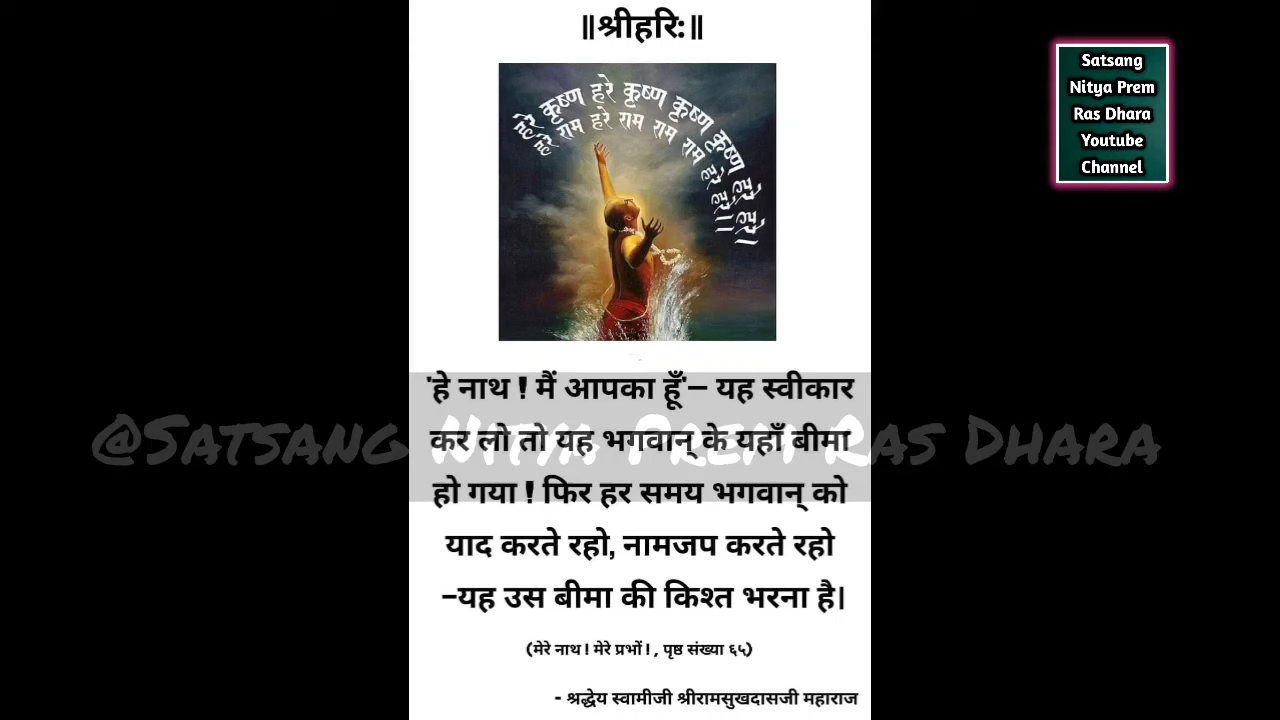 ॥श्रीहरिः॥
हरे कृष्ण हरे कृष्ण कृष्ण कृष्ण हरे हरे।
हरे राम हरे राम राम राम हरे हरे।।
Satsang
Nitya Prem
Ras Dhara
Youtube
Channel
'हे नाथ ! मैं आपका हूँ'– यह स्वीकार
कर लो तो यह भगवान् के यहाँ बीमा
हो गया ! फिर हर समय भगवान् को
याद करते रहो, नामजप करते रहो
–यह उस बीमा की किश्त भरना है।
@Satsang Nitya Prem Ras Dhara
(मेरे नाथ ! मेरे प्रभों ! , पृष्ठ संख्या ६५)
- श्रद्धेय स्वामीजी श्रीरामसुखदासजी महाराज